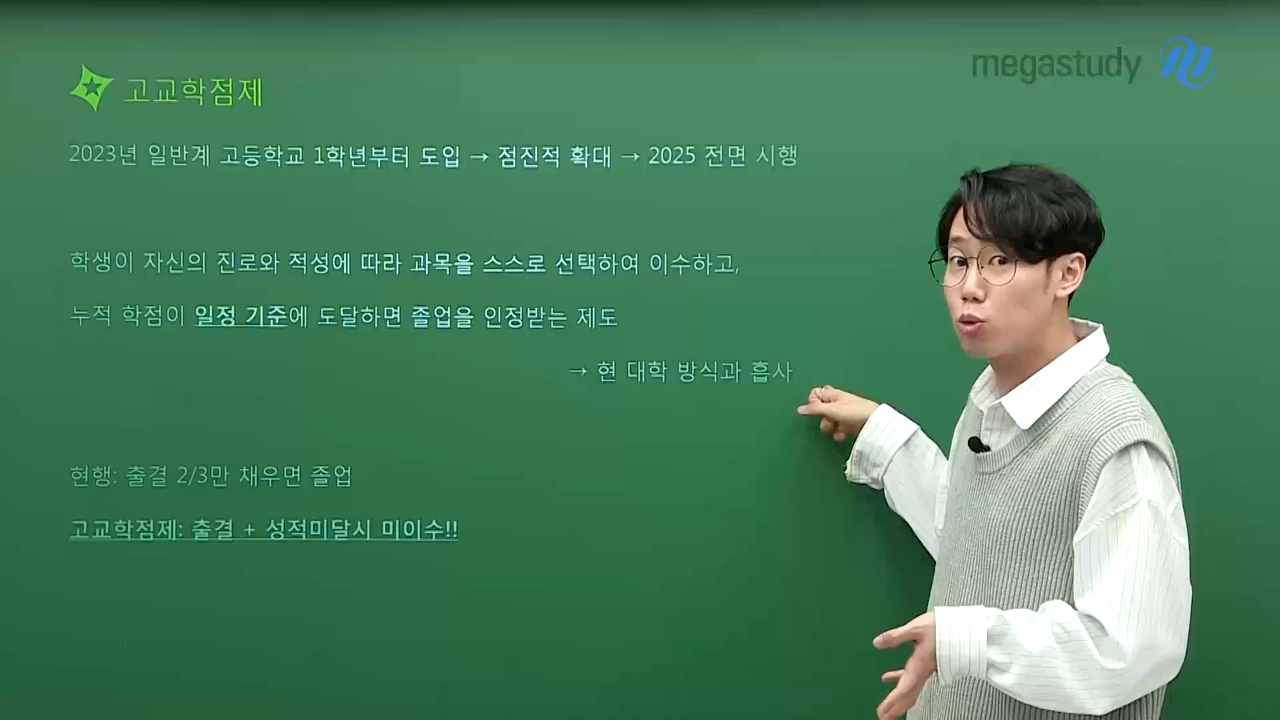 megastudy
고교학점제
2023년 일반계 고등학교 1학년부터 도입 → 점진적 확대 → 2025 전면 시행
학생이 자신의 진로와 적성에 따라 과목을 스스로 선택하여 이수하고,
누적 학점이 일정 기준에 도달하면 졸업을 인정받는 제도
→ 현 대학 방식과 흡사
현행: 출결 2/3만 채우면 졸업
고교학점제: 출결 + 성적미달시 미이수!!